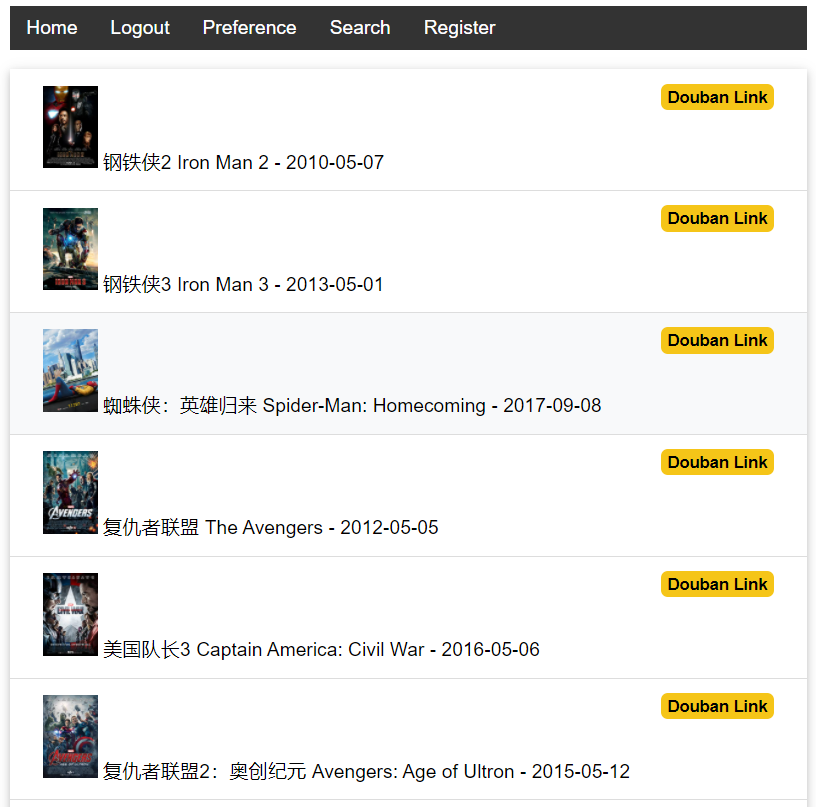 Home Logout Preference Search Register
Douban Link
钢铁侠2 Iron Man 2 - 2010-05-07
Douban Link
钢铁侠3 Iron Man 3 - 2013-05-01
Douban Link
蜘蛛侠：英雄归来 Spider-Man: Homecoming - 2017-09-08
Douban Link
AVENGERS
复仇者联盟 The Avengers - 2012-05-05
Douban Link
美国队长3 Captain America: Civil War - 2016-05-06
Douban Link
复仇者联盟2：奥创纪元 Avengers: Age of Ultron - 2015-05-12